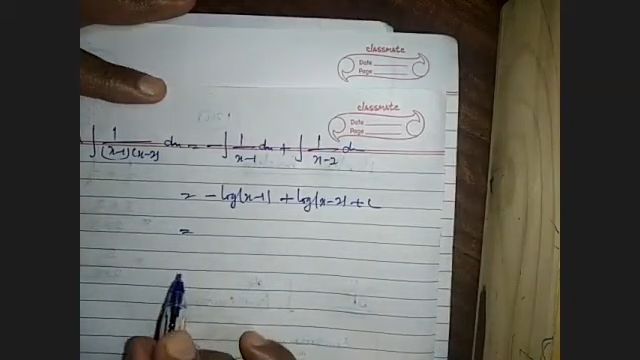 classmate
Date
Page
classmate
Date
Page
∫ 1/((x-1)(x-2)) dx = -∫ 1/(x-1) dx + ∫ 1/(x-2) dx
= -log|x-1| + log|x-2| + c
=